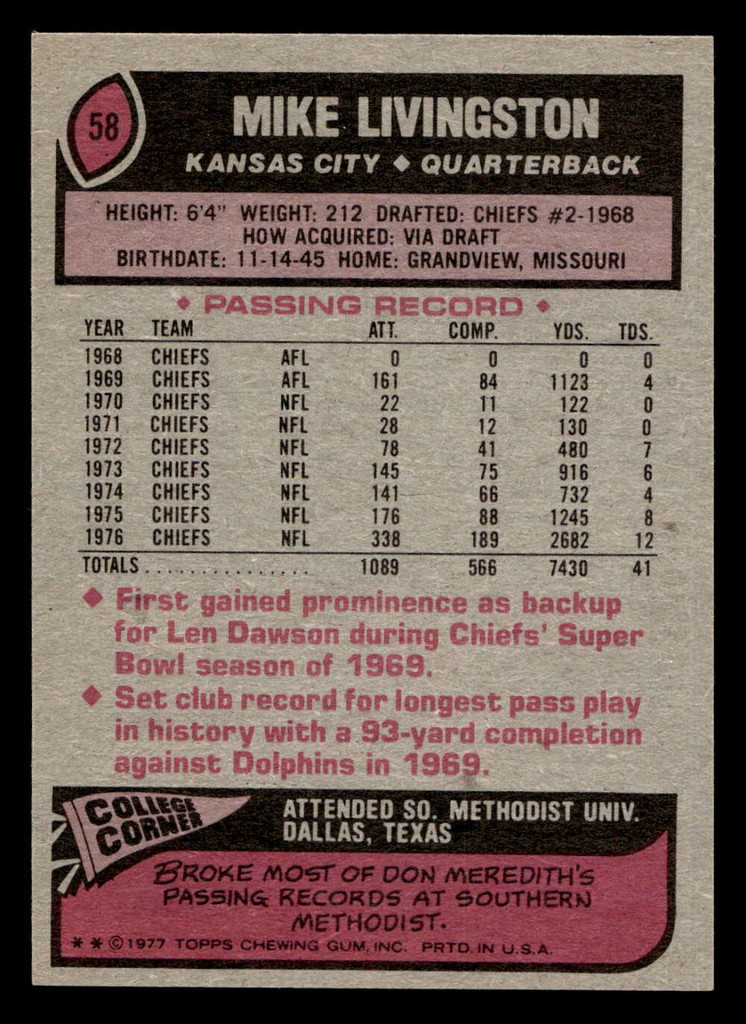 58
MIKE LIVINGSTON
KANSAS CITY ♦ QUARTERBACK
HEIGHT: 6'4" WEIGHT: 212 DRAFTED: CHIEFS #2-1968
HOW ACQUIRED: VIA DRAFT
BIRTHDATE: 11-14-45 HOME: GRANDVIEW, MISSOURI
♦ PASSING RECORD ♦
YEAR TEAM ATT. COMP. YDS. TDS.
1968 CHIEFS AFL 0 0 0 0
1969 CHIEFS AFL 161 84 1123 4
1970 CHIEFS NFL 22 11 122 0
1971 CHIEFS NFL 28 12 130 0
1972 CHIEFS NFL 78 41 480 7
1973 CHIEFS NFL 145 75 916 6
1974 CHIEFS NFL 141 66 732 4
1975 CHIEFS NFL 176 88 1245 8
1976 CHIEFS NFL 338 189 2682 12
TOTALS............... 1089 566 7430 41
♦ First gained prominence as backup
for Len Dawson during Chiefs' Super
Bowl season of 1969.
♦ Set club record for longest pass play
in history with a 93-yard completion
against Dolphins in 1969.
COLLEGE
CORNER
ATTENDED SO. METHODIST UNIV.
DALLAS, TEXAS
BROKE MOST OF DON MEREDITH'S
PASSING RECORDS AT SOUTHERN
METHODIST.
**©1977 TOPPS CHEWING GUM, INC. PRTD. IN U.S.A.